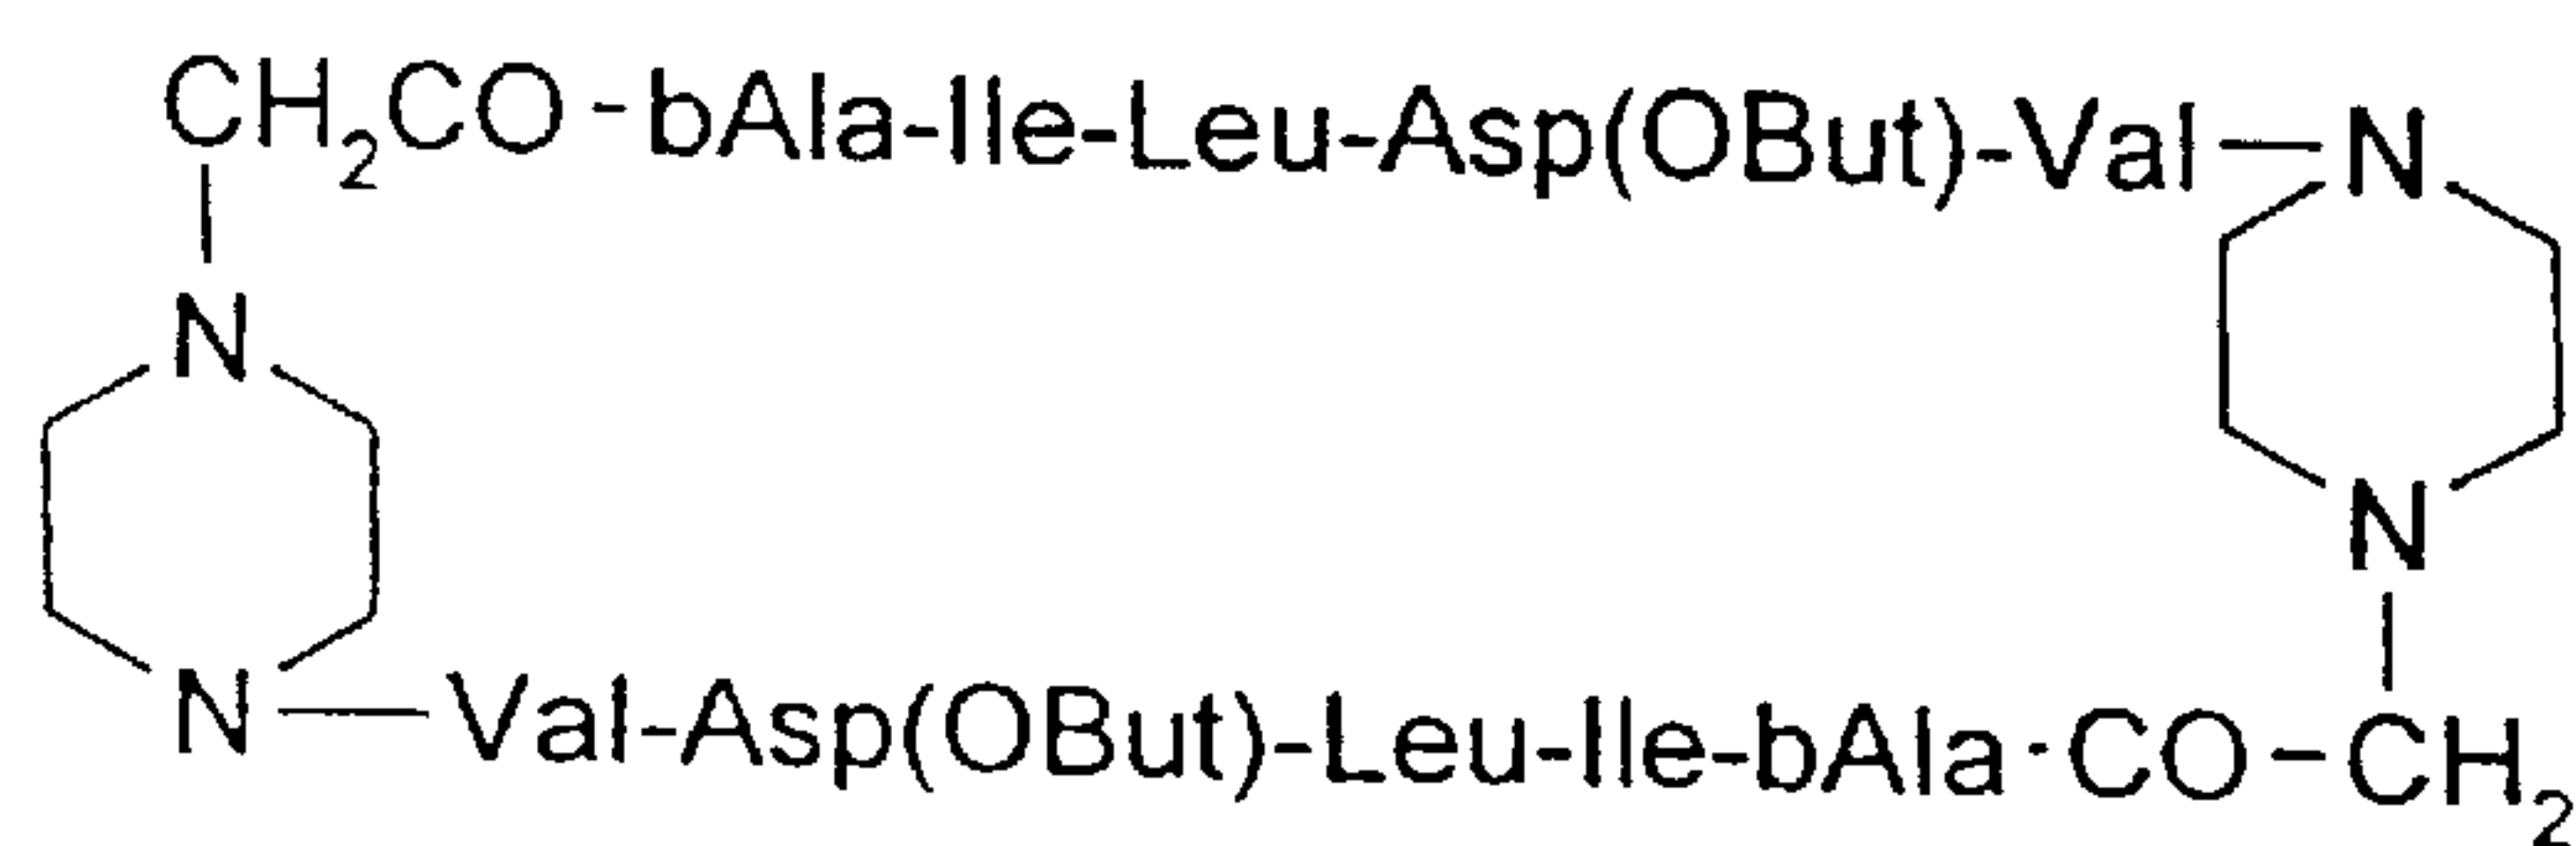 CH₂CO-bAla-Ile-Leu-Asp(OBut)-Val—N
N
N
N—Val-Asp(OBut)-Leu-Ile-bAla·CO-CH₂